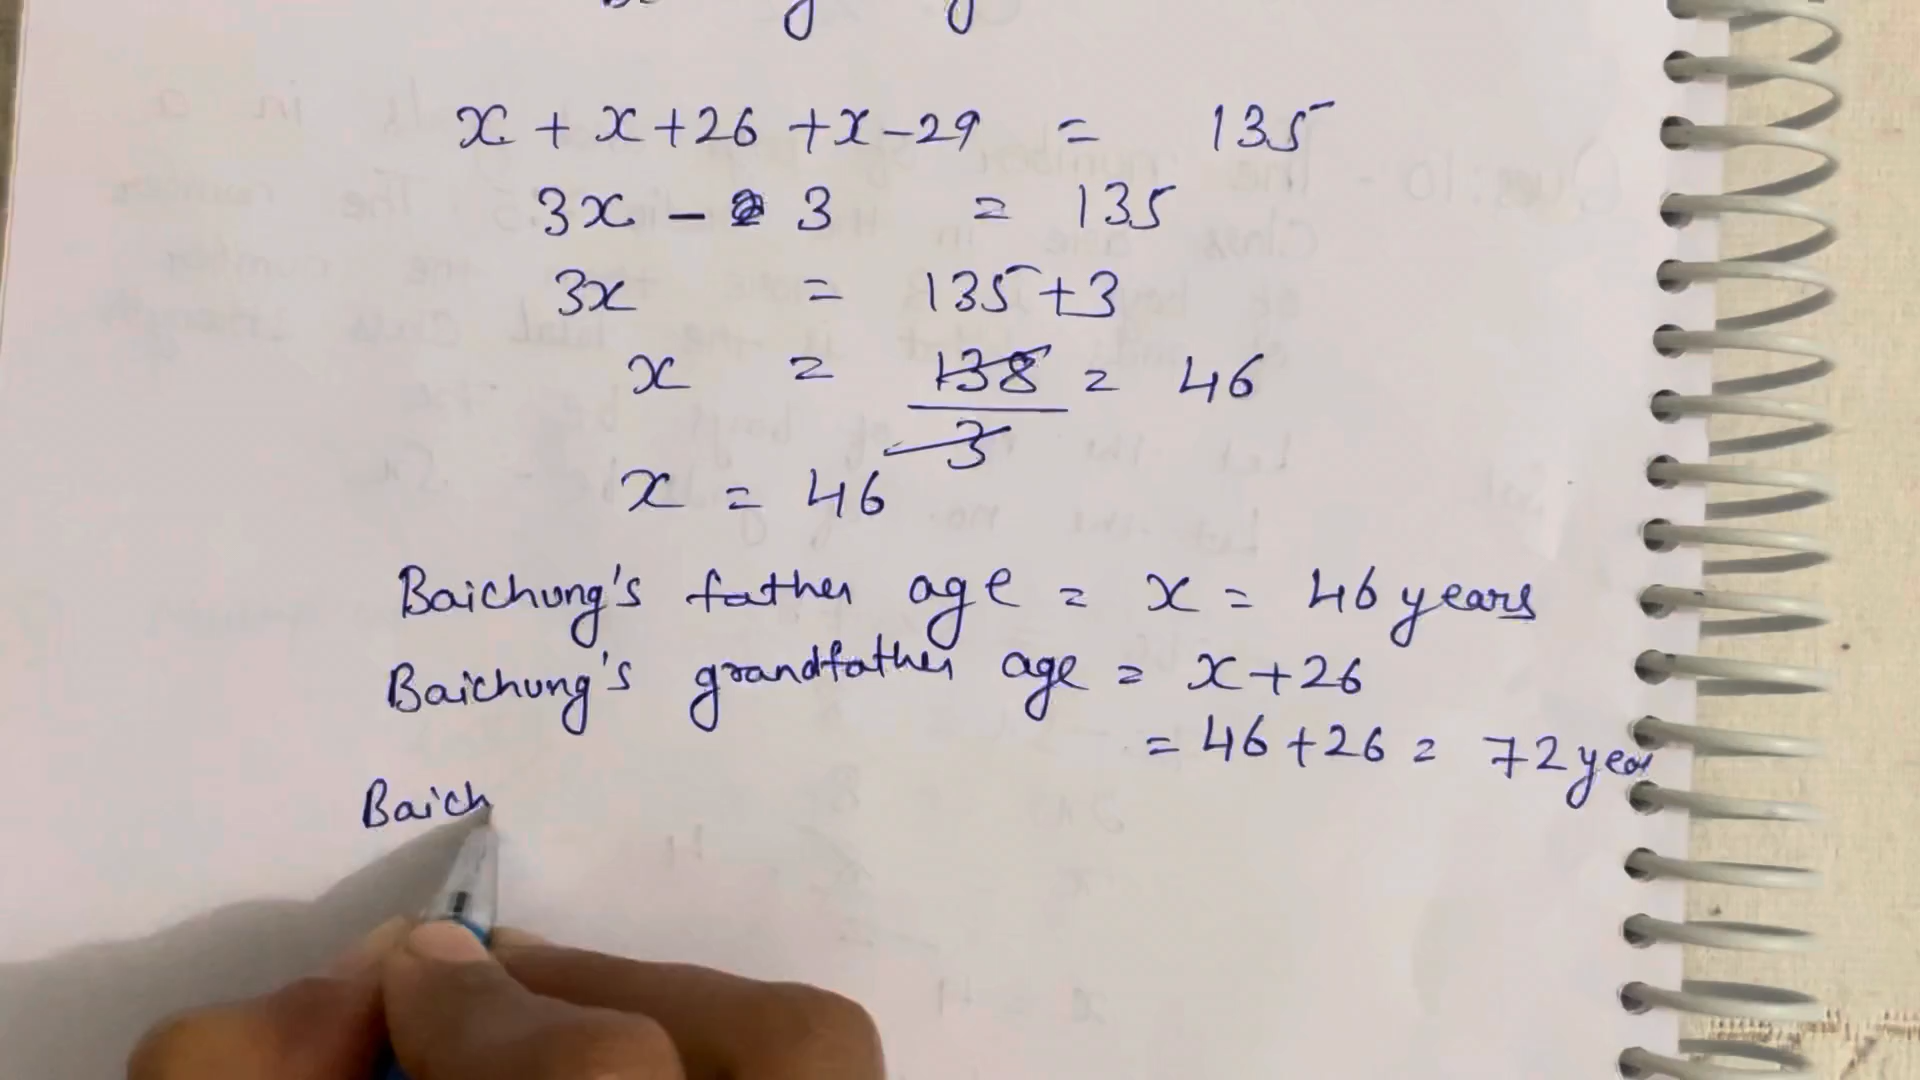 x + x + 26 + x - 29 = 135
3x - 3 = 135
3x = 135 + 3
x = 138/3 = 46
x = 46
Baichung's father age = x = 46 years
Baichung's grandfather age = x + 26
= 46 + 26 = 72 year
Baich